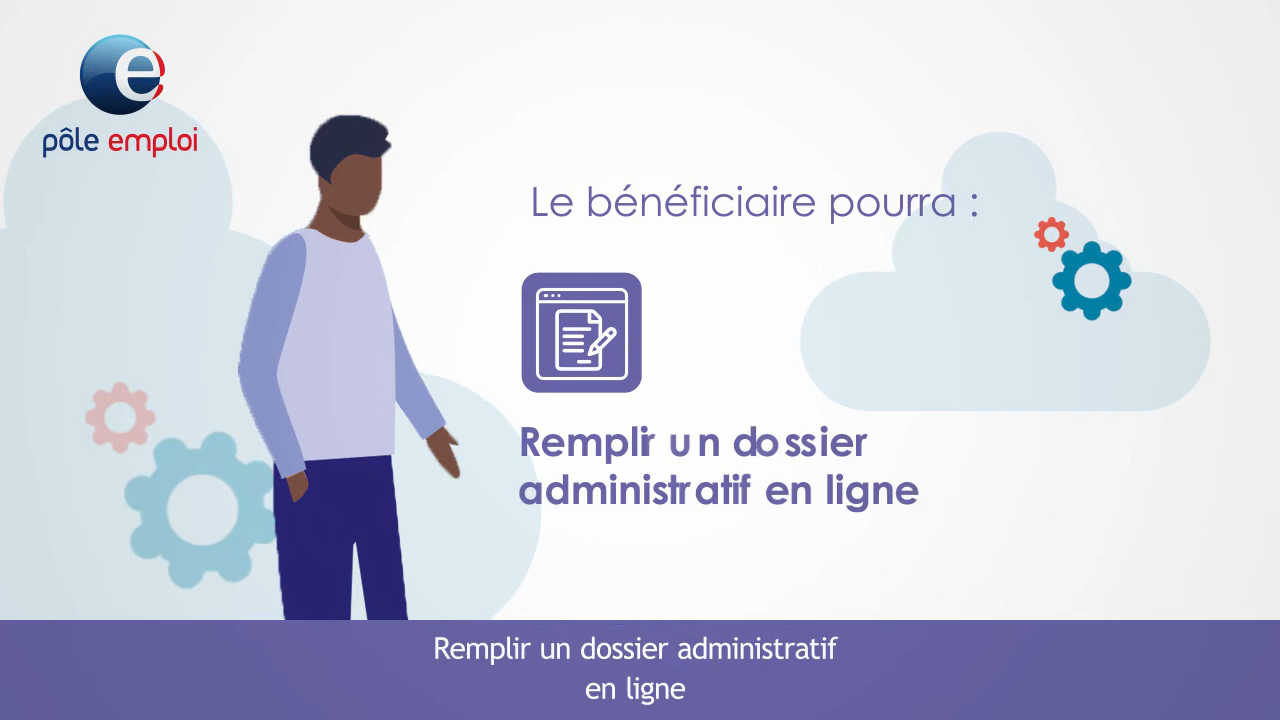 e
pôle emploi
Le bénéficiaire pourra :
Remplir un dossier
administratif en ligne
Remplir un dossier administratif
en ligne